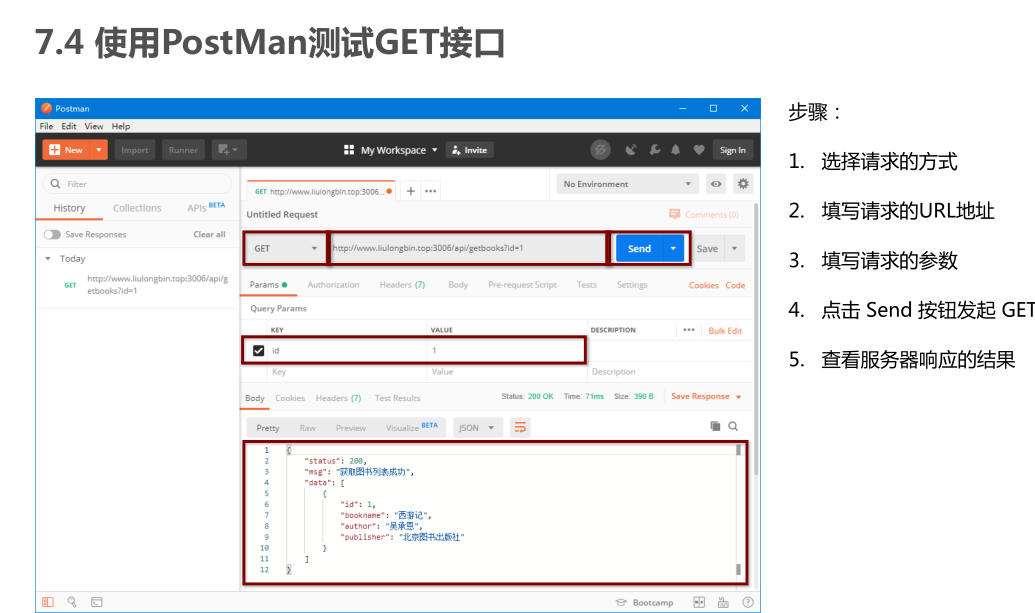 7.4 使用PostMan测试GET接口
Postman
File Edit View Help
New Import Runner My Workspace Invite Sign In
Filter
History Collections APIs BETA
Save Responses Clear all
Today
GET http://www.liulongbin.top:3006/api/g
etbooks?id=1
GET http://www.liulongbin.top:3006... + ••• No Environment
Untitled Request Comments (0)
GET http://www.liulongbin.top:3006/api/getbooks?id=1 Send Save
Params Authorization Headers (7) Body Pre-request Script Tests Settings Cookies Code
Query Params
KEY VALUE DESCRIPTION ••• Bulk Edit
id 1
Key Value Description
Body Cookies Headers (7) Test Results Status: 200 OK Time: 71ms Size: 390 B Save Response
Pretty Raw Preview Visualize BETA JSON
1 {
2 "status": 200,
3 "msg": "获取图书列表成功",
4 "data": [
5 {
6 "id": 1,
7 "bookname": "西游记",
8 "author": "吴承恩",
9 "publisher": "北京图书出版社"
10 }
11 ]
12 }
Bootcamp
步骤：
1. 选择请求的方式
2. 填写请求的URL地址
3. 填写请求的参数
4. 点击 Send 按钮发起 GET
5. 查看服务器响应的结果